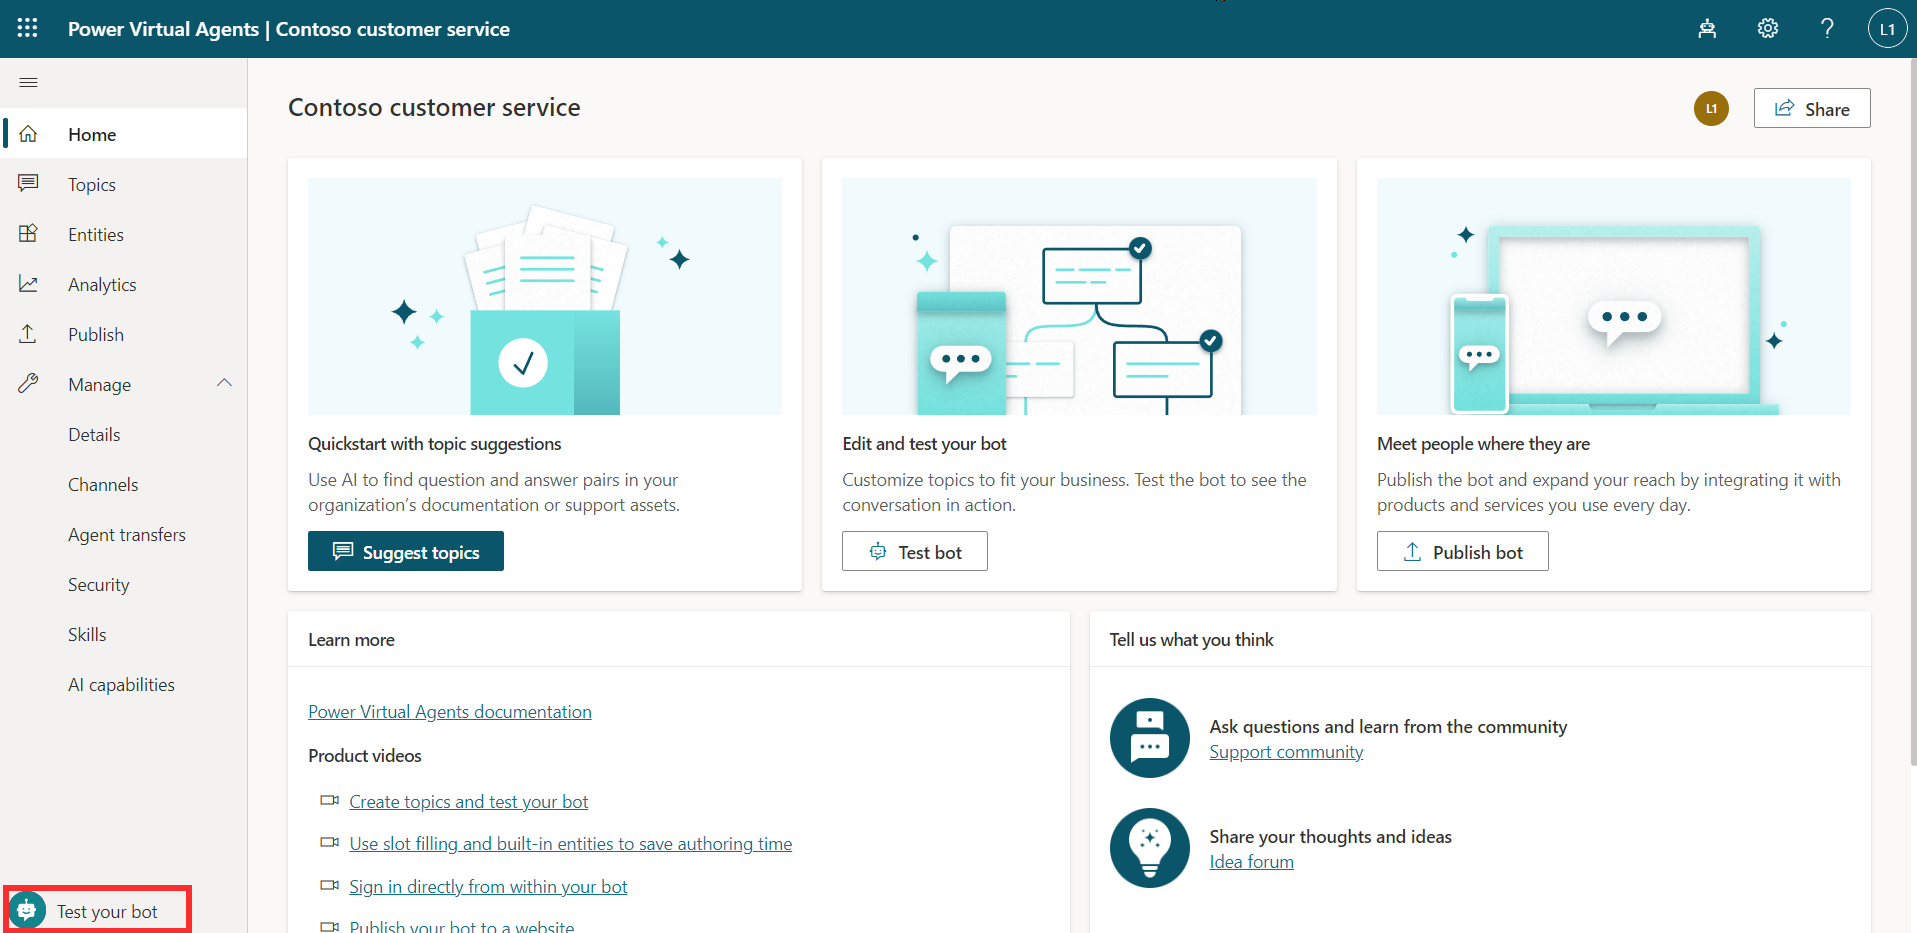 Power Virtual Agents | Contoso customer service
L1
Contoso customer service
L1
Share
Home
Topics
Entities
Analytics
Publish
Manage
Details
Channels
Agent transfers
Security
Skills
AI capabilities
Test your bot
Quickstart with topic suggestions
Use AI to find question and answer pairs in your
organization’s documentation or support assets.
Suggest topics
Edit and test your bot
Customize topics to fit your business. Test the bot to see the
conversation in action.
Test bot
Meet people where they are
Publish the bot and expand your reach by integrating it with
products and services you use every day.
Publish bot
Learn more
Power Virtual Agents documentation
Product videos
Create topics and test your bot
Use slot filling and built-in entities to save authoring time
Sign in directly from within your bot
Publish your bot to a website
Tell us what you think
Ask questions and learn from the community
Support community
Share your thoughts and ideas
Idea forum